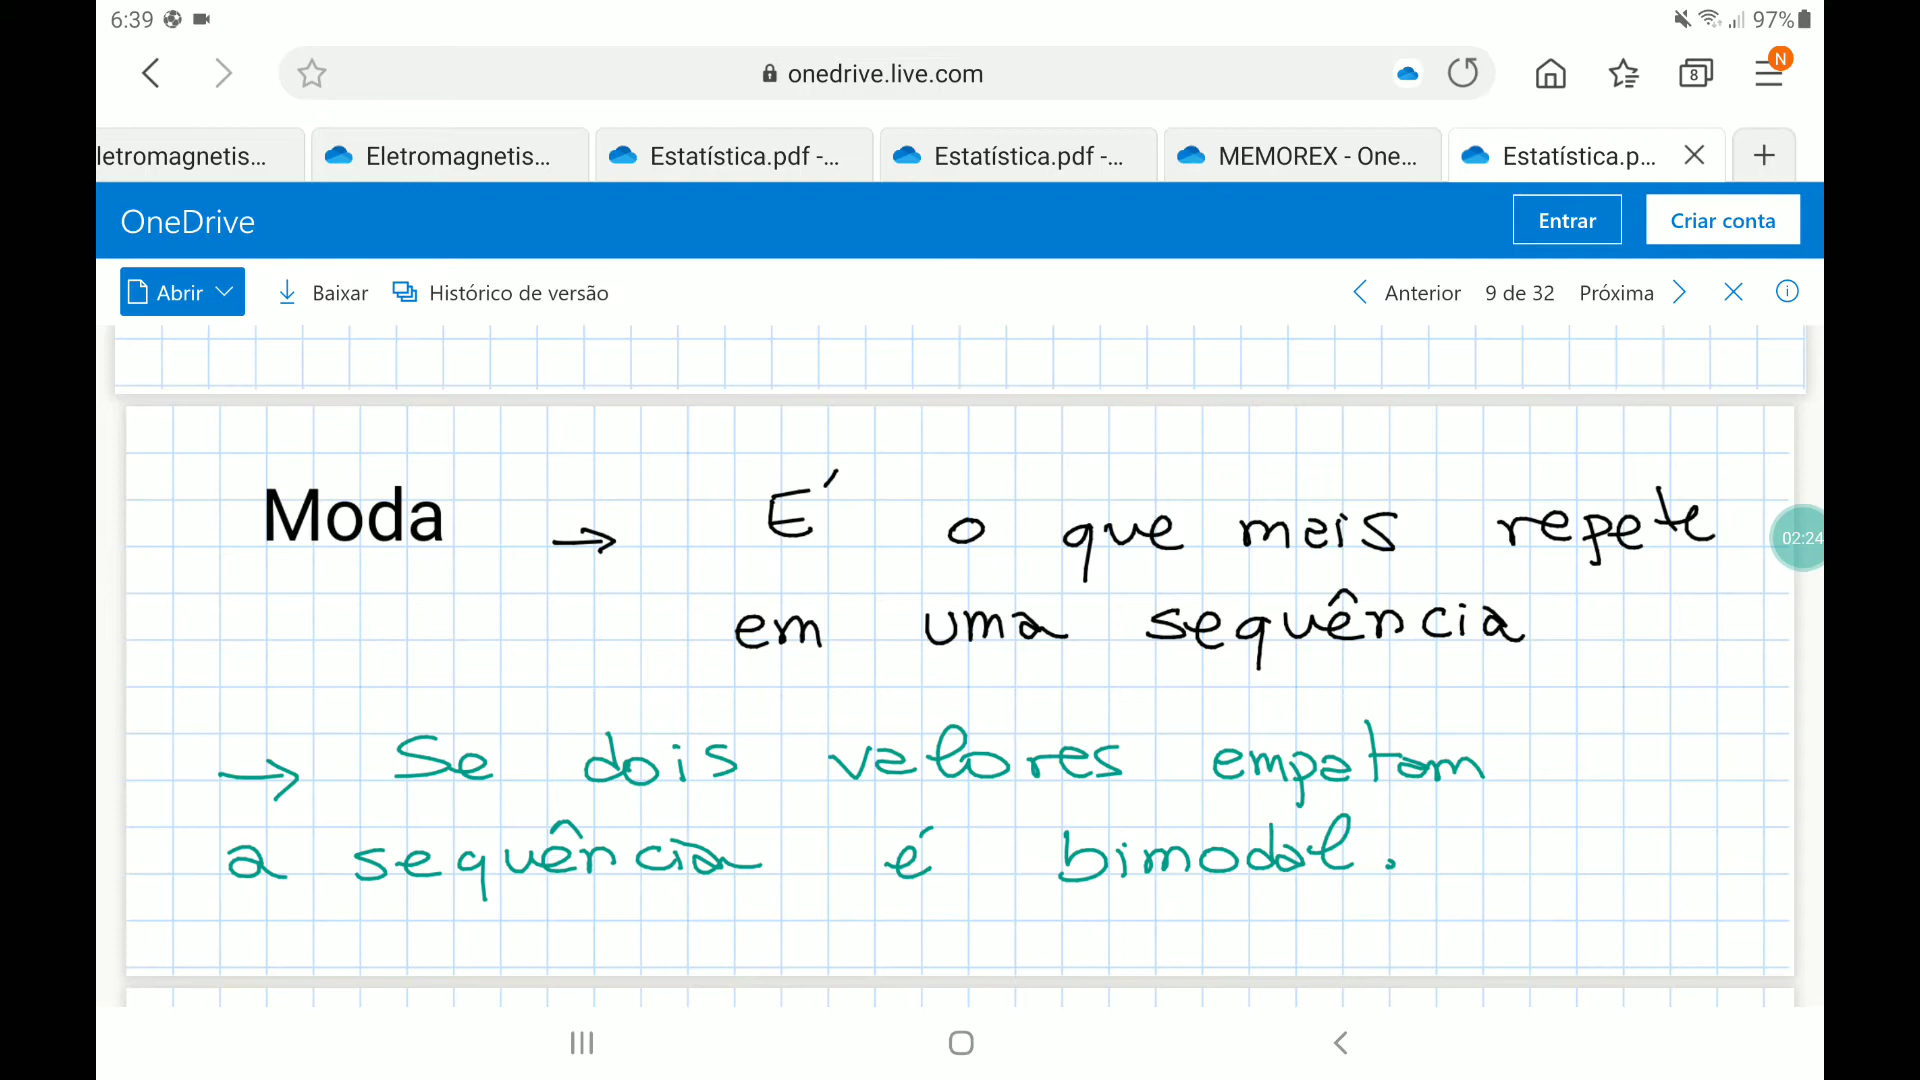 6:39 97%
onedrive.live.com 8 N
letromagnetis... Eletromagnetis... Estatística.pdf -... Estatística.pdf -... MEMOREX - One... Estatística.p...
OneDrive Entrar Criar conta
Abrir Baixar Histórico de versão Anterior 9 de 32 Próxima
Moda → É o que mais repete
02:24
em uma sequência
→ Se dois valores empatam
a sequência é bimodal.